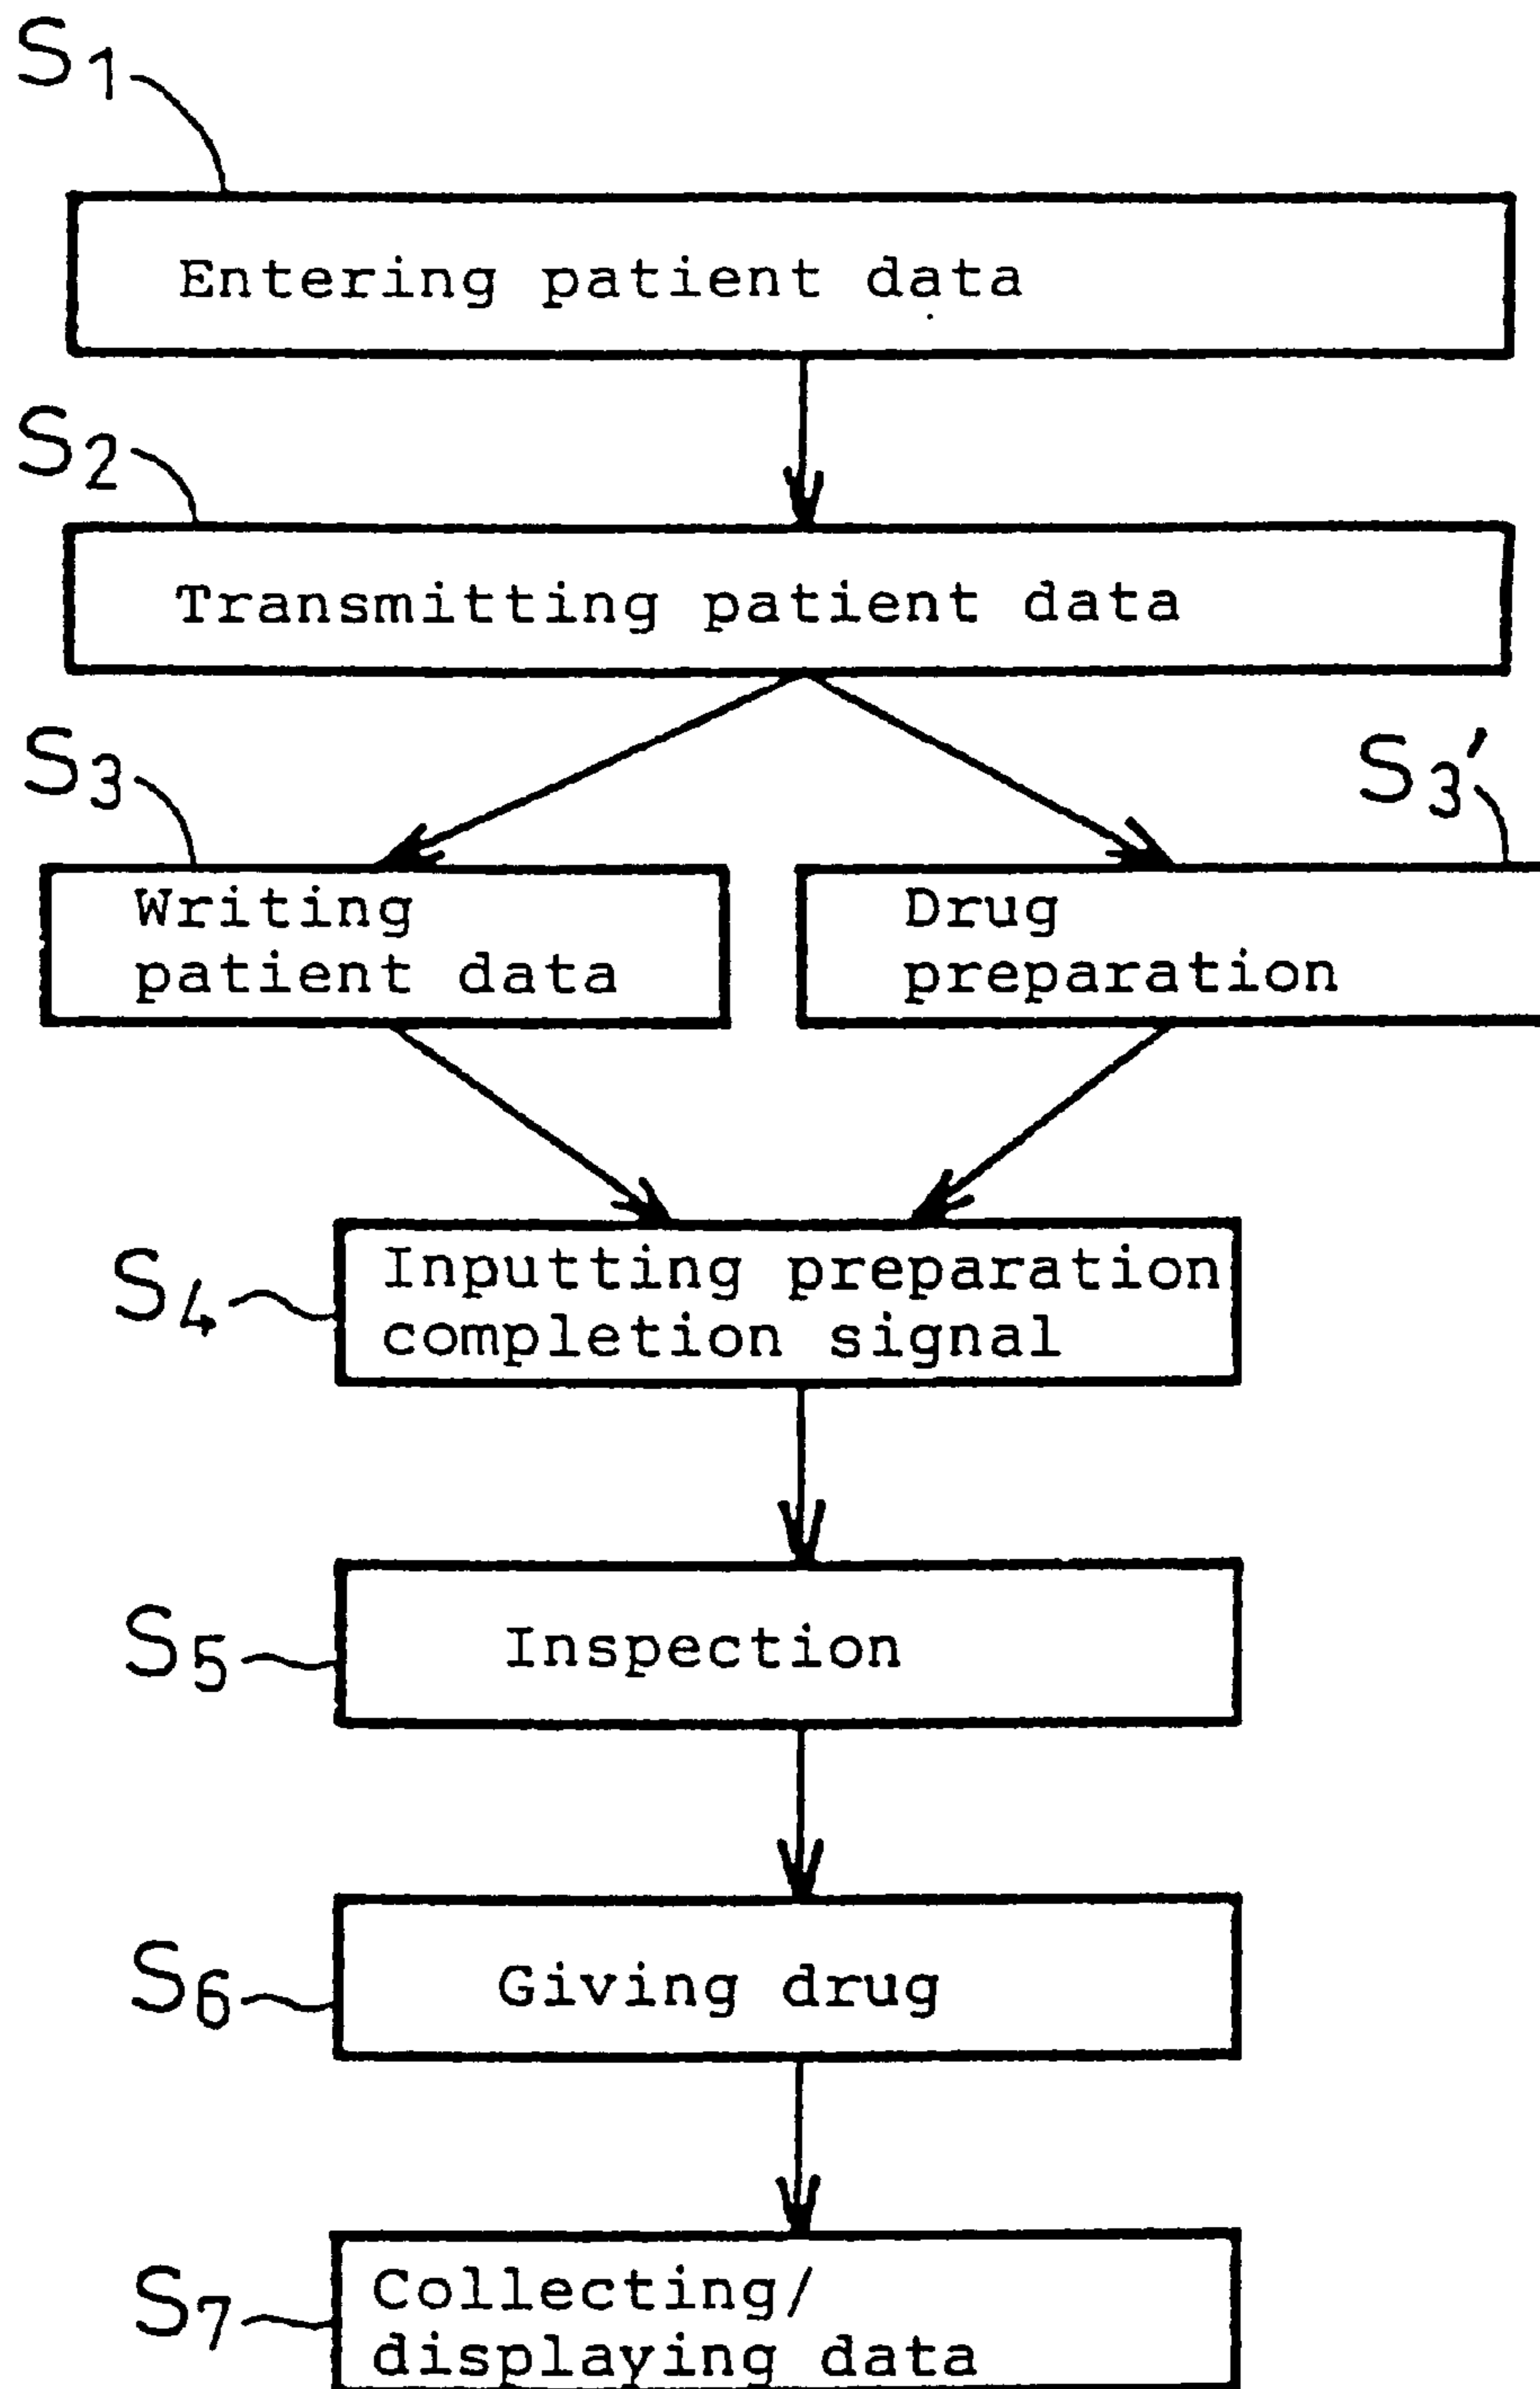 S1
Entering patient data
S2
Transmitting patient data
S3
S3′
Writing
patient data
Drug
preparation
S4
Inputting preparation
completion signal
S5
Inspection
S6
Giving drug
S7
Collecting/
displaying data